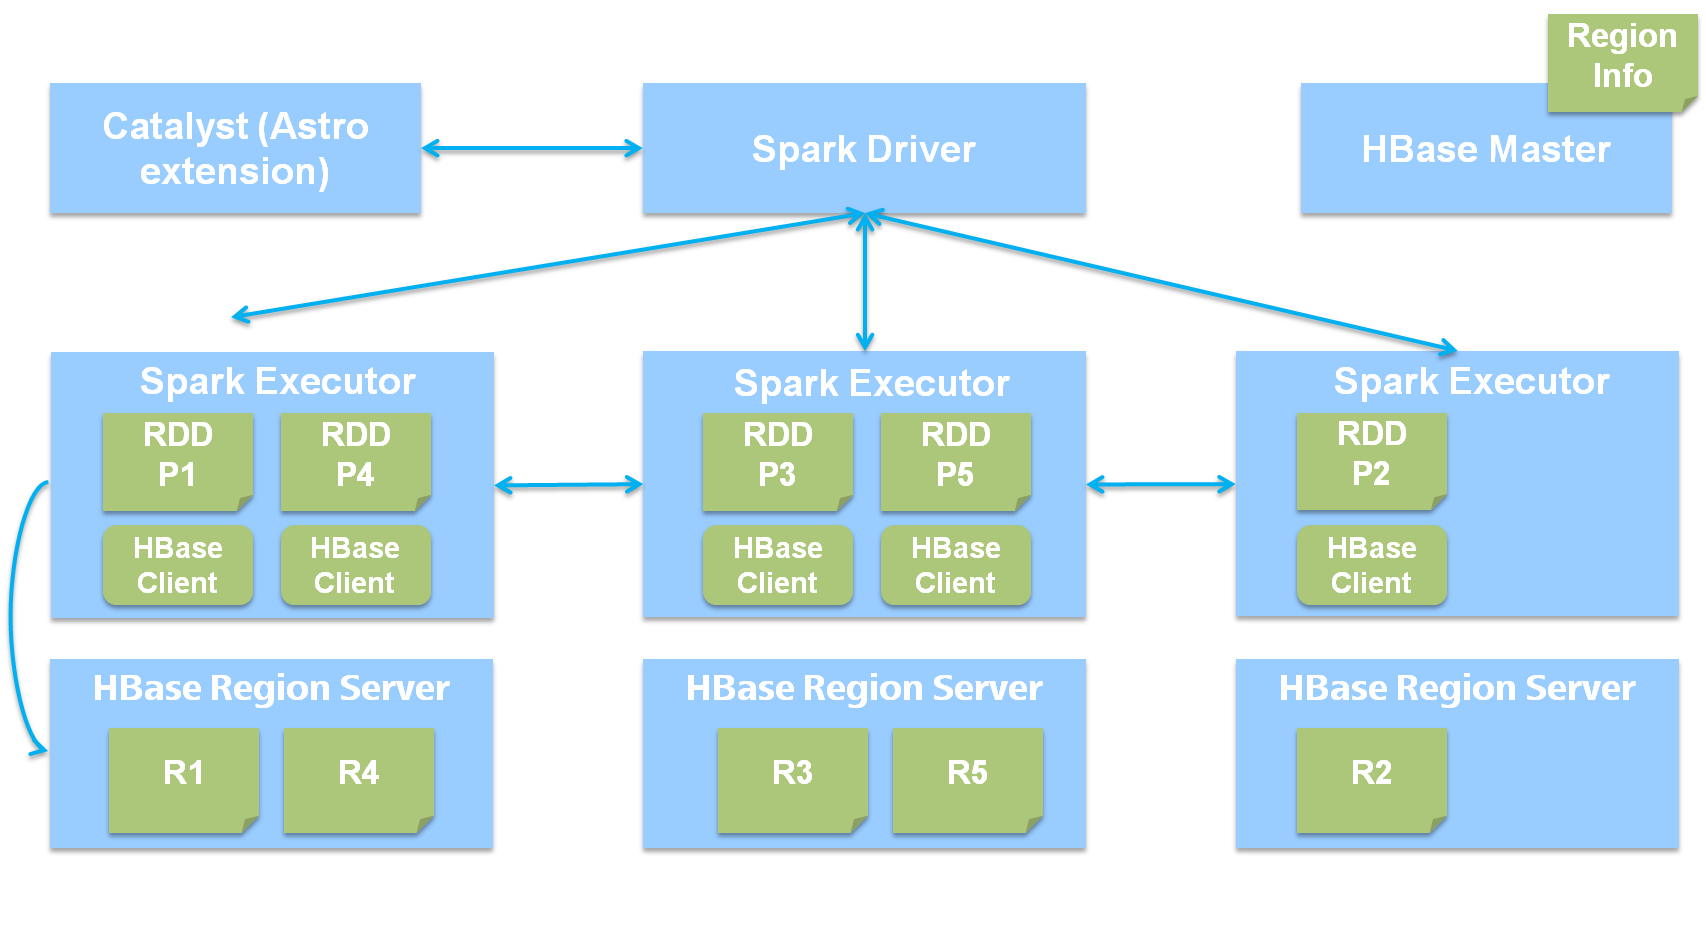 Region
Info
Catalyst (Astro
extension)
Spark Driver
HBase Master
Spark Executor
RDD
P1
RDD
P4
HBase
Client
HBase
Client
Spark Executor
RDD
P3
RDD
P5
HBase
Client
HBase
Client
Spark Executor
RDD
P2
HBase
Client
HBase Region Server
R1
R4
HBase Region Server
R3
R5
HBase Region Server
R2